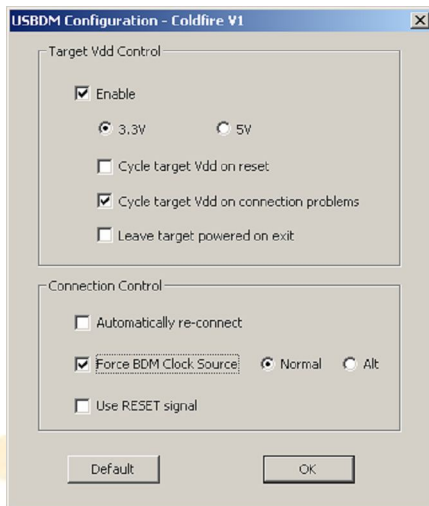 USBDM Configuration - Coldfire V1
Target Vdd Control
Enable
3.3V 5V
Cycle target Vdd on reset
Cycle target Vdd on connection problems
Leave target powered on exit
Connection Control
Automatically re-connect
Force BDM Clock Source Normal Alt
Use RESET signal
Default OK